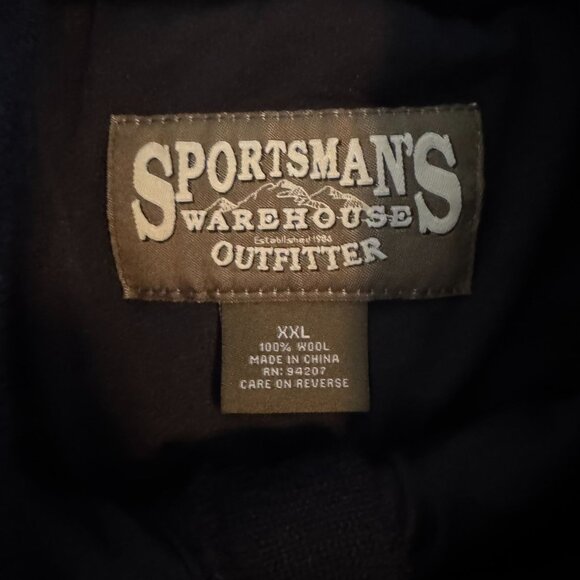 SPORTSMAN'S
WAREHOUSE
Established 1986
OUTFITTER
XXL
100% WOOL
MADE IN CHINA
RN: 94207
CARE ON REVERSE